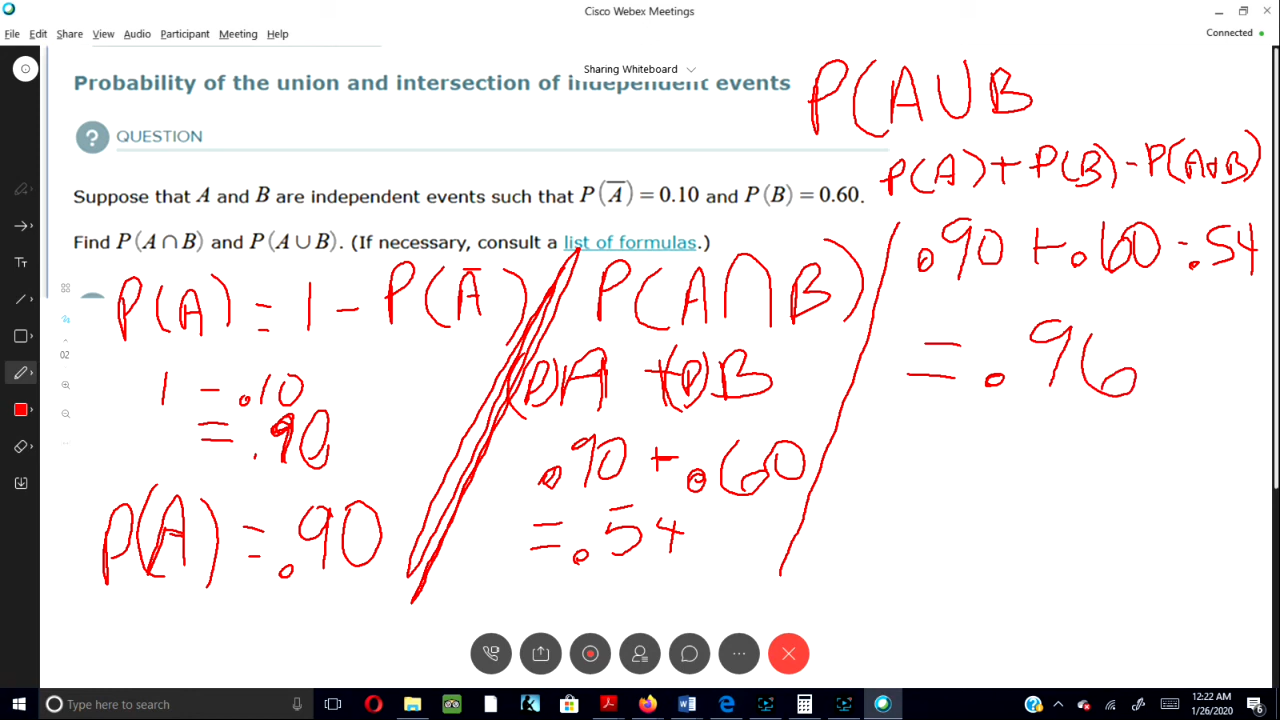 Cisco Webex Meetings
File Edit Share View Audio Participant Meeting Help
Connected
Sharing Whiteboard
Probability of the union and intersection of independent events
? QUESTION
Suppose that A and B are independent events such that P(A̅) = 0.10 and P(B) = 0.60.
Find P(A∩B) and P(A∪B). (If necessary, consult a list of formulas.)
P(A) = 1 - P(A̅)
1 - .10
= .90
P(A) = .90
P(A∩B)
(P)A +(P)B
.90 + .60
= .54
P(A∪B
P(A) + P(B) - P(A∪B)
.90 + .60 - .54
= .96
Tт
02
Type here to search
12:22 AM
1/26/2020
6